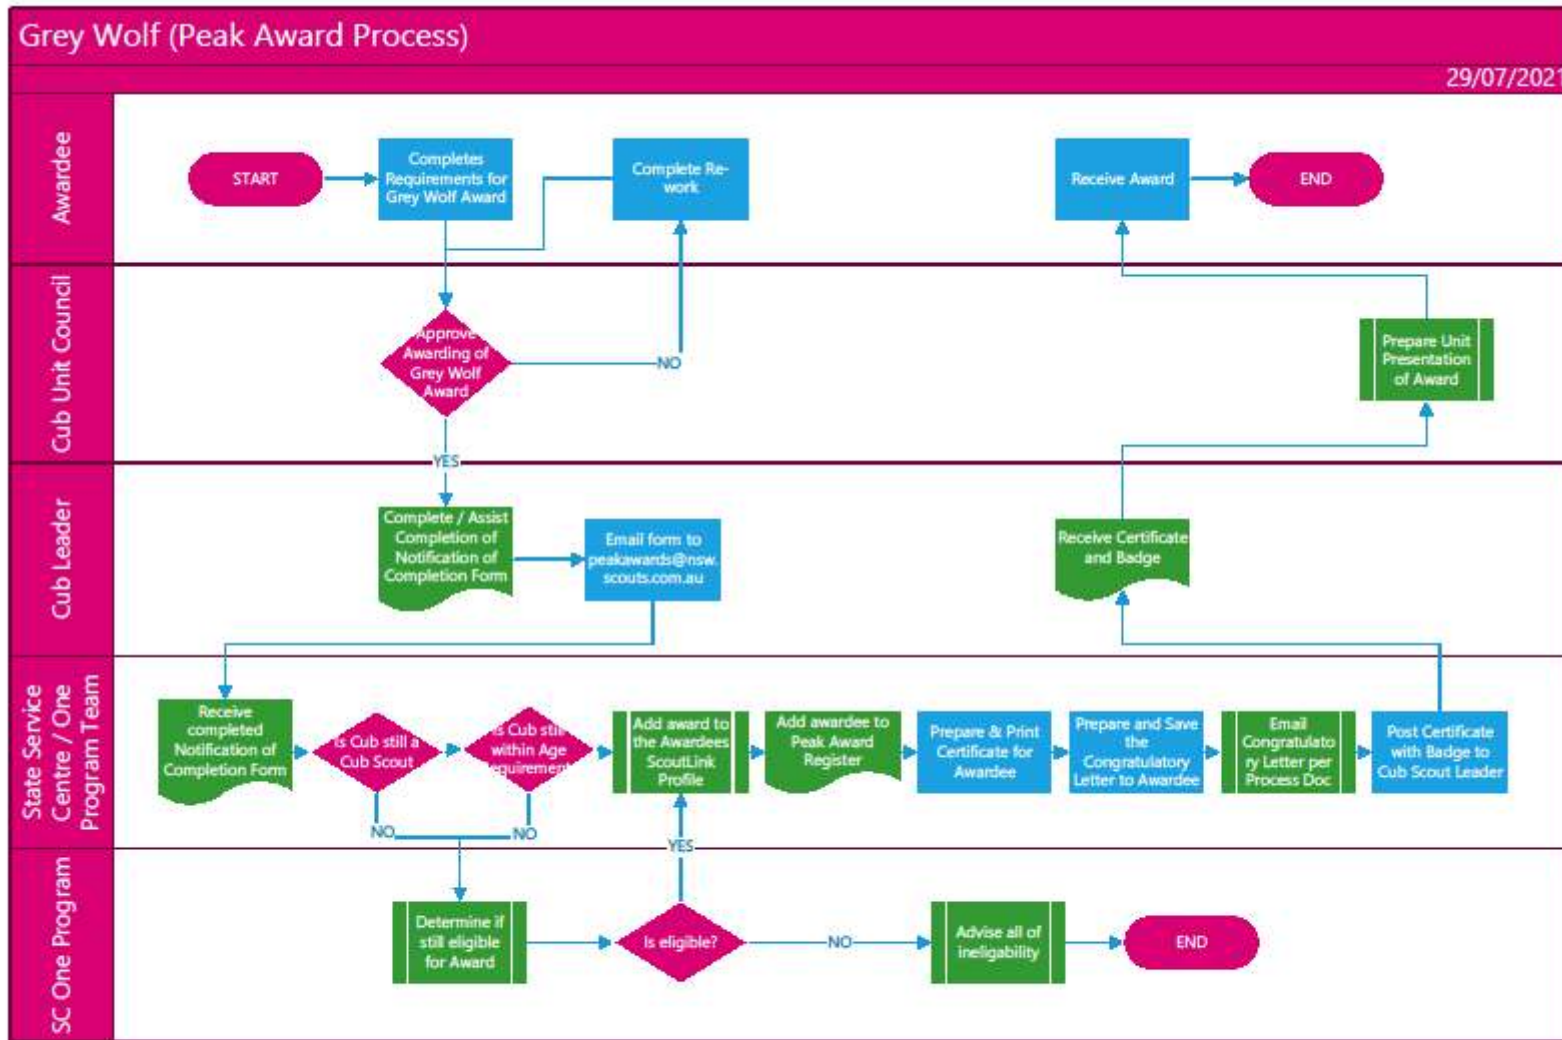 Grey Wolf (Peak Award Process)
29/07/2021
Awardee
START
Completes
Requirements for
Grey Wolf Award
Complete Re-
work
Receive Award
END
Cub Unit Council
Approve
Awarding of
Grey Wolf
Award
NO
Prepare Unit
Presentation
of Award
YES
Cub Leader
Complete / Assist
Completion of
Notification of
Completion Form
Email form to
peakawards@nsw.
scouts.com.au
Receive Certificate
and Badge
State Service
Centre / One
Program Team
Receive
completed
Notification of
Completion Form
Is Cub still a
Cub Scout
Is Cub still
within Age
equirement
Add award to
the Awardees
ScoutLink
Profile
Add awardee to
Peak Award
Register
Prepare & Print
Certificate for
Awardee
Prepare and Save
the
Congratulatory
Letter to Awardee
Email
Congratulato
ry Letter per
Process Doc
Post Certificate
with Badge to
Cub Scout Leader
NO
NO
YES
SC One Program
Determine if
still eligible
for Award
Is eligible?
NO
Advise all of
ineligability
END